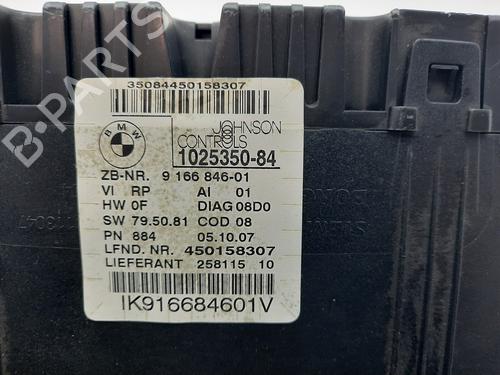 35084450158307
BMW
JOHNSON
CONTROLS
1025350-84
ZB-NR. 9 166 846-01
VI RP AI 01
HW 0F DIAG 08D0
SW 79.50.81 COD 08
PN 884 05.10.07
LFND. NR. 450158307
LIEFERANT 258115 10
IK916684601V
B-PARTS